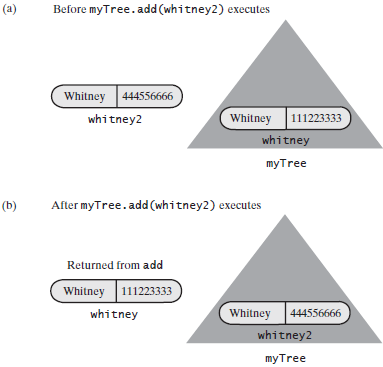 (a) Before myTree.add(whitney2) executes
Whitney 444556666
whitney2
Whitney 111223333
whitney
myTree
(b) After myTree.add(whitney2) executes
Returned from add
Whitney 111223333
whitney
Whitney 444556666
whitney2
myTree